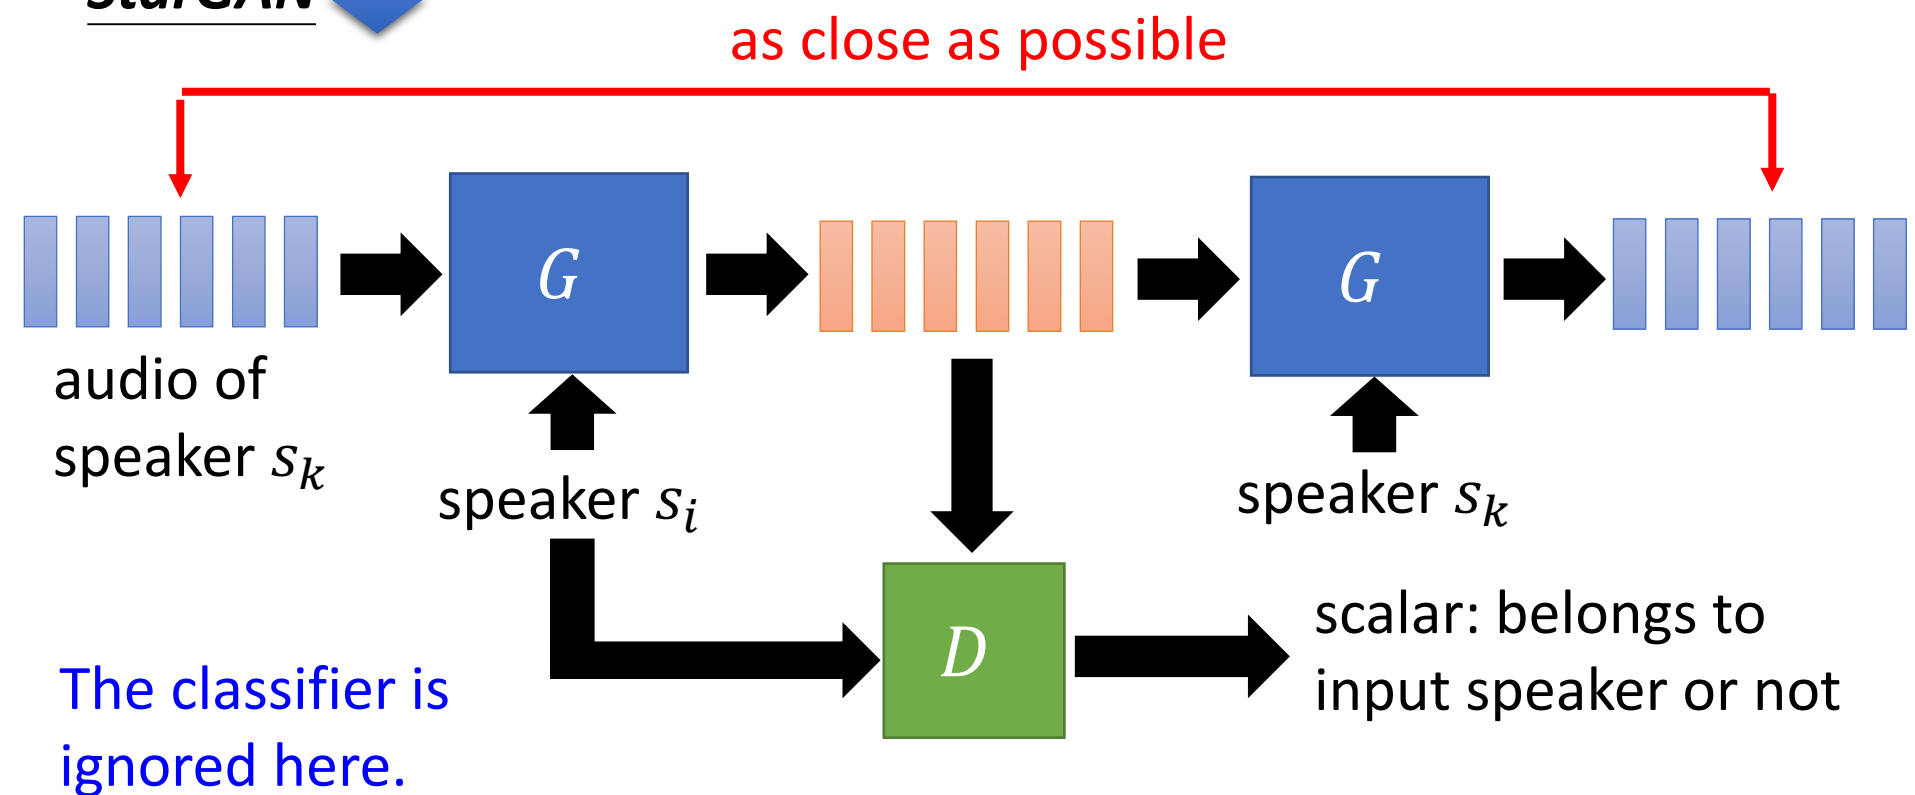 StarGAN
as close as possible
G
G
audio of
speaker s_k
speaker s_i
speaker s_k
D
scalar: belongs to
input speaker or not
The classifier is
ignored here.